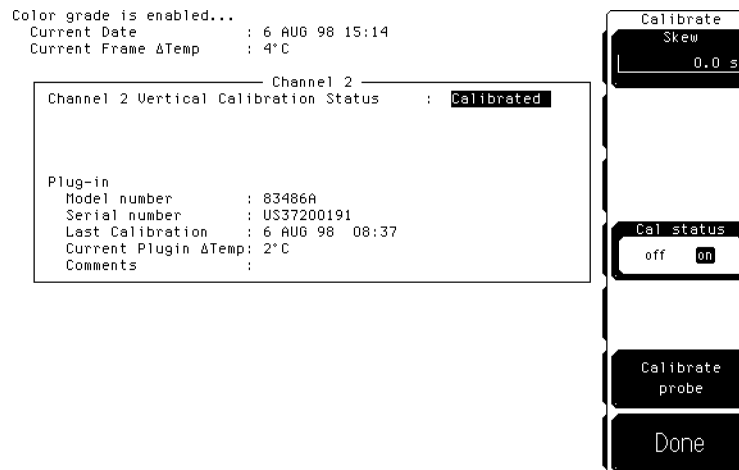 Color grade is enabled...
Current Date : 6 AUG 98 15:14
Current Frame ΔTemp : 4°C
Channel 2
Channel 2 Vertical Calibration Status : Calibrated
Plug-in
Model number : 83486A
Serial number : US37200191
Last Calibration : 6 AUG 98 08:37
Current Plugin ΔTemp: 2°C
Comments :
Calibrate
Skew
0.0 s
Cal status
off on
Calibrate
probe
Done